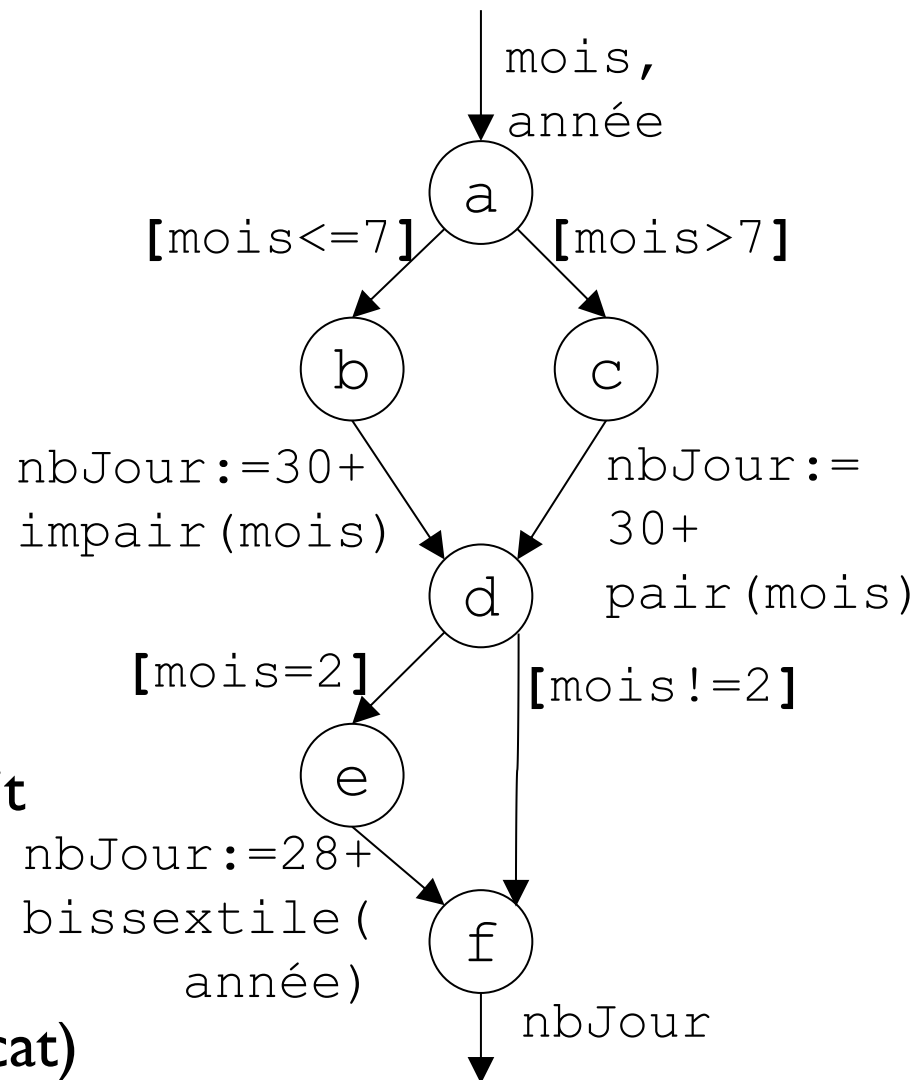 mois,
année
a
[mois<=7]
[mois>7]
b
c
nbJour:=30+
impair(mois)
nbJour:=
30+
pair(mois)
d
[mois=2]
[mois!=2]
e
nbJour:=28+
bissextile(
année)
f
nbJour